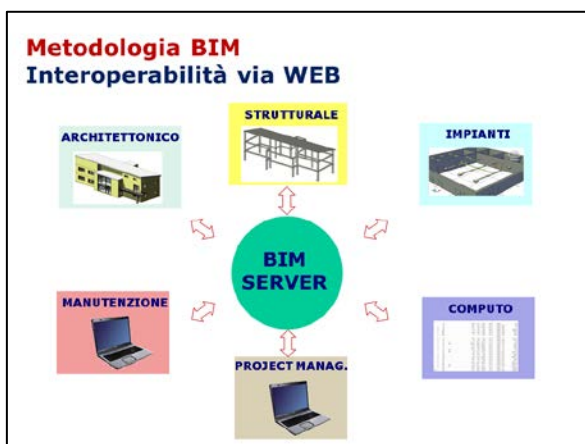 Metodologia BIM
Interoperabilità via WEB
STRUTTURALE
ARCHITETTONICO
IMPIANTI
BIM
SERVER
MANUTENZIONE
COMPUTO
PROJECT MANAG.